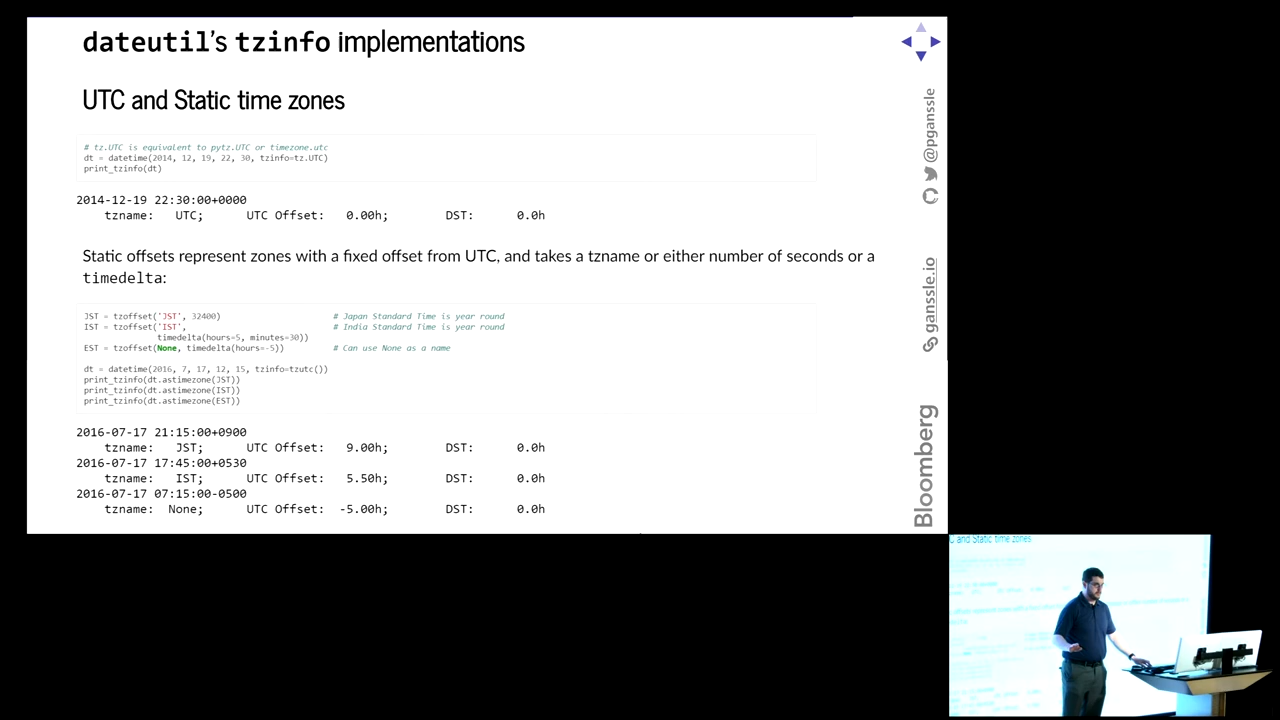 dateutil's tzinfo implementations
UTC and Static time zones
# tz.UTC is equivalent to pytz.UTC or timezone.utc
dt = datetime(2014, 12, 19, 22, 30, tzinfo=tz.UTC)
print_tzinfo(dt)
2014-12-19 22:30:00+0000
tzname: UTC; UTC Offset: 0.00h; DST: 0.0h
Static offsets represent zones with a fixed offset from UTC, and takes a tzname or either number of seconds or a
timedelta:
JST = tzoffset('JST', 32400) # Japan Standard Time is year round
IST = tzoffset('IST', # India Standard Time is year round
timedelta(hours=5, minutes=30))
EST = tzoffset(None, timedelta(hours=-5)) # Can use None as a name
dt = datetime(2016, 7, 17, 12, 15, tzinfo=tzutc())
print_tzinfo(dt.astimezone(JST))
print_tzinfo(dt.astimezone(IST))
print_tzinfo(dt.astimezone(EST))
2016-07-17 21:15:00+0900
tzname: JST; UTC Offset: 9.00h; DST: 0.0h
2016-07-17 17:45:00+0530
tzname: IST; UTC Offset: 5.50h; DST: 0.0h
2016-07-17 07:15:00-0500
tzname: None; UTC Offset: -5.00h; DST: 0.0h
@pganssle
ganssle.io
Bloomberg
C and Static time zones